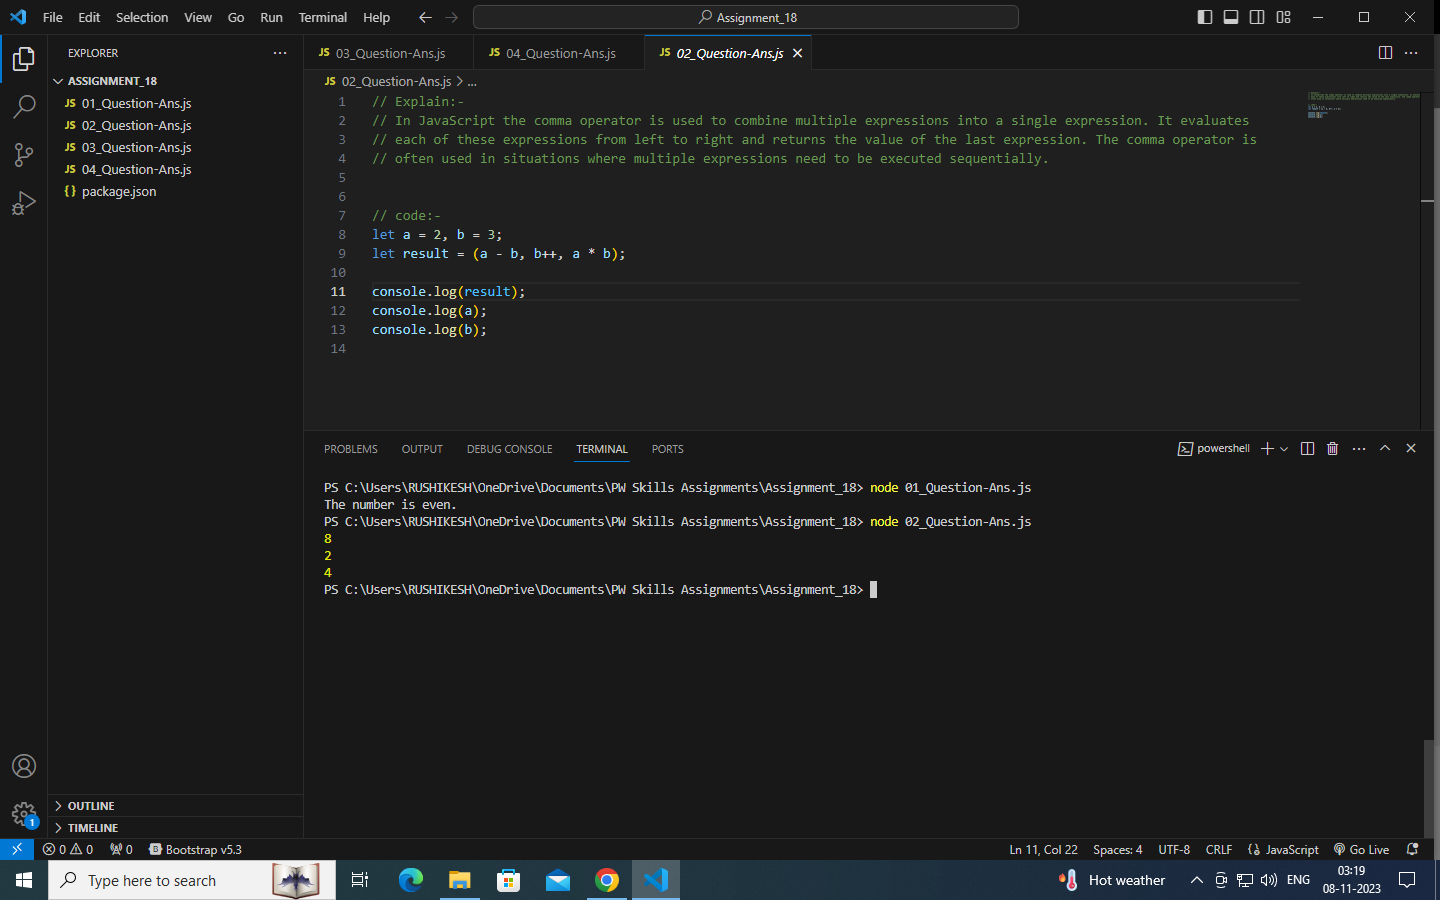 File Edit Selection View Go Run Terminal Help
Assignment_18
EXPLORER
ASSIGNMENT_18
JS 01_Question-Ans.js
JS 02_Question-Ans.js
JS 03_Question-Ans.js
JS 04_Question-Ans.js
{} package.json
OUTLINE
TIMELINE
JS 03_Question-Ans.js JS 04_Question-Ans.js JS 02_Question-Ans.js
JS 02_Question-Ans.js > ...
1 // Explain:-
2 // In JavaScript the comma operator is used to combine multiple expressions into a single expression. It evaluates
3 // each of these expressions from left to right and returns the value of the last expression. The comma operator is
4 // often used in situations where multiple expressions need to be executed sequentially.
5
6
7 // code:-
8 let a = 2, b = 3;
9 let result = (a - b, b++, a * b);
10
11 console.log(result);
12 console.log(a);
13 console.log(b);
14
PROBLEMS OUTPUT DEBUG CONSOLE TERMINAL PORTS
powershell
PS C:\Users\RUSHIKESH\OneDrive\Documents\PW Skills Assignments\Assignment_18> node 01_Question-Ans.js
The number is even.
PS C:\Users\RUSHIKESH\OneDrive\Documents\PW Skills Assignments\Assignment_18> node 02_Question-Ans.js
8
2
4
PS C:\Users\RUSHIKESH\OneDrive\Documents\PW Skills Assignments\Assignment_18>
1
0 0 0 Bootstrap v5.3
Ln 11, Col 22 Spaces: 4 UTF-8 CRLF JavaScript Go Live
Type here to search
Hot weather
ENG
03:19
08-11-2023